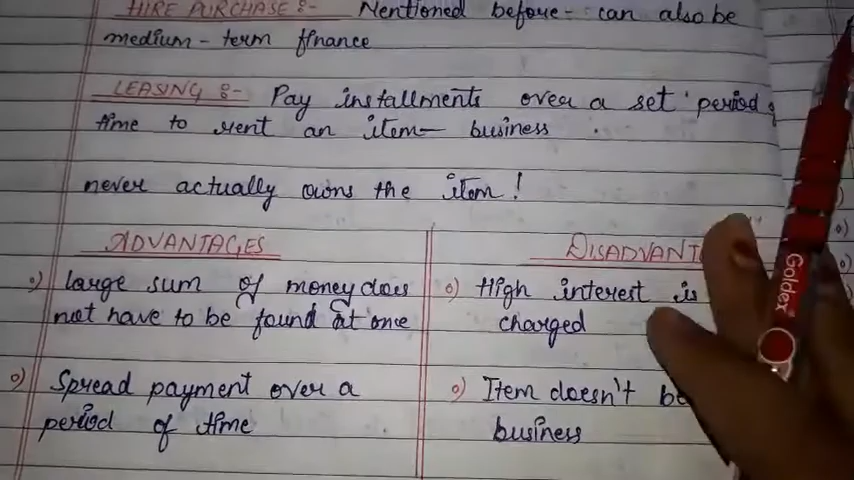 HIRE PURCHASE :- Mentioned before - can also be
medium - term finance
LEASING :- Pay installments over a set period
time to rent an item - business
never actually owns the item!
ADVANTAGES
large sum of money does
not have to be found at once
Spread payment over a
period of time
DISADVANT
High interest is
charged
Item doesn't be
business
Goldex